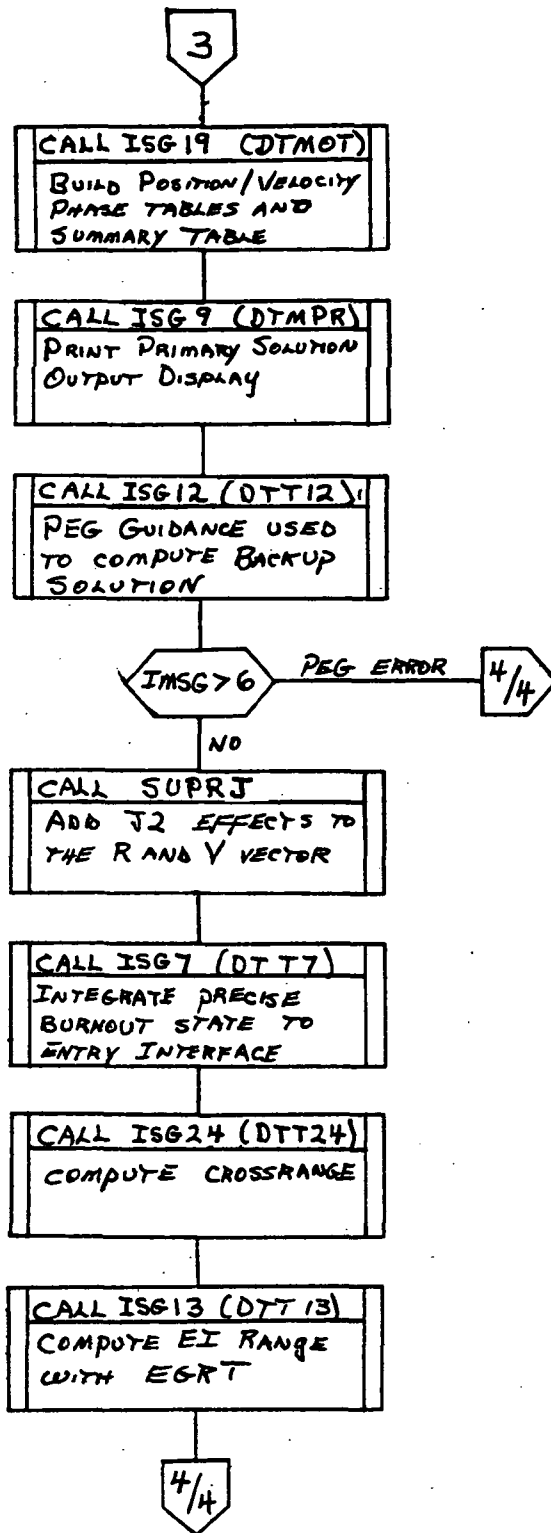 3
CALL ISG19 (DTMOT)
BUILD POSITION/VELOCITY
PHASE TABLES AND
SUMMARY TABLE
CALL ISG9 (DTMPR)
PRINT PRIMARY SOLUTION
OUTPUT DISPLAY
CALL ISG12 (DTT12)
PEG GUIDANCE USED
TO COMPUTE BACKUP
SOLUTION
IMSG>6
PEG ERROR
4/4
NO
CALL SUPRJ
ADD J2 EFFECTS TO
THE R AND V VECTOR
CALL ISG7 (DTT7)
INTEGRATE PRECISE
BURNOUT STATE TO
ENTRY INTERFACE
CALL ISG24 (DTT24)
COMPUTE CROSSRANGE
CALL ISG13 (DTT13)
COMPUTE EI RANGE
WITH EGRT
4/4